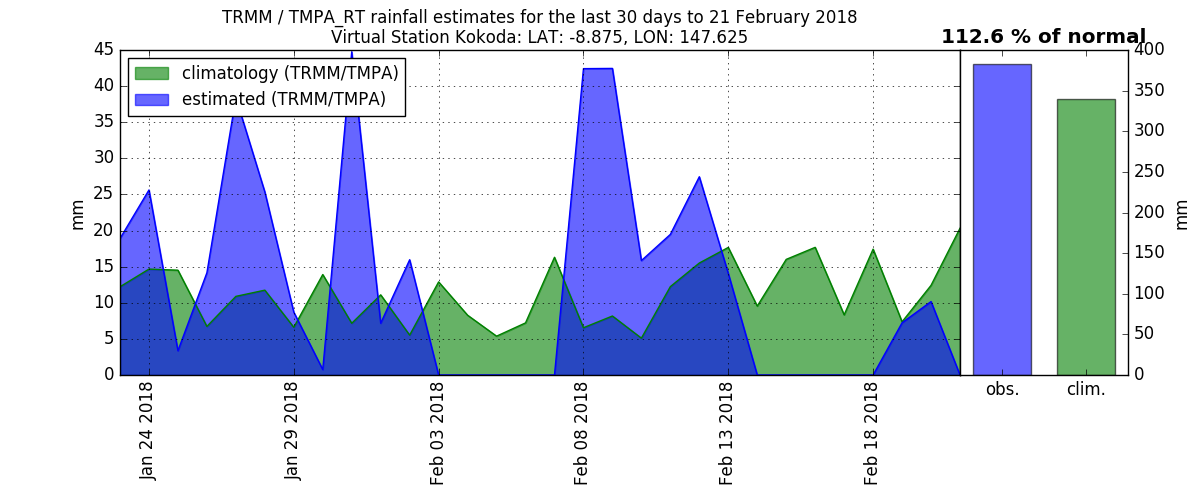 TRMM / TMPA_RT rainfall estimates for the last 30 days to 21 February 2018
Virtual Station Kokoda: LAT: -8.875, LON: 147.625
112.6 % of normal
climatology (TRMM/TMPA)
estimated (TRMM/TMPA)
mm
45
40
35
30
25
20
15
10
5
0
Jan 24 2018
Jan 29 2018
Feb 03 2018
Feb 08 2018
Feb 13 2018
Feb 18 2018
400
350
300
250
200
150
100
50
0
mm
obs.
clim.